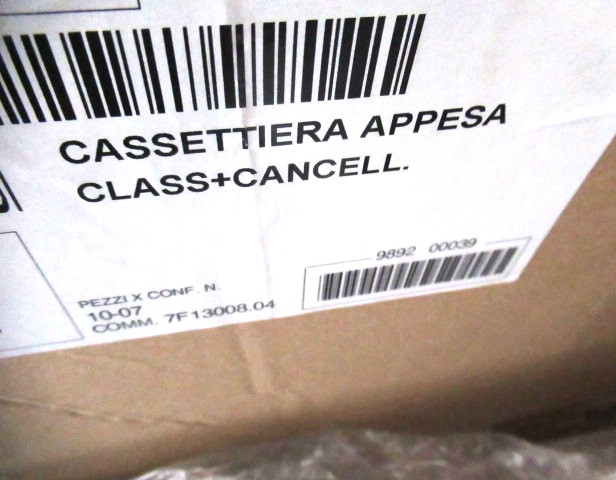 CASSETTIERA APPESA
CLASS+CANCELL.
9892 00039
PEZZI X CONF. N.
10-07
COMM. 7F13008.04